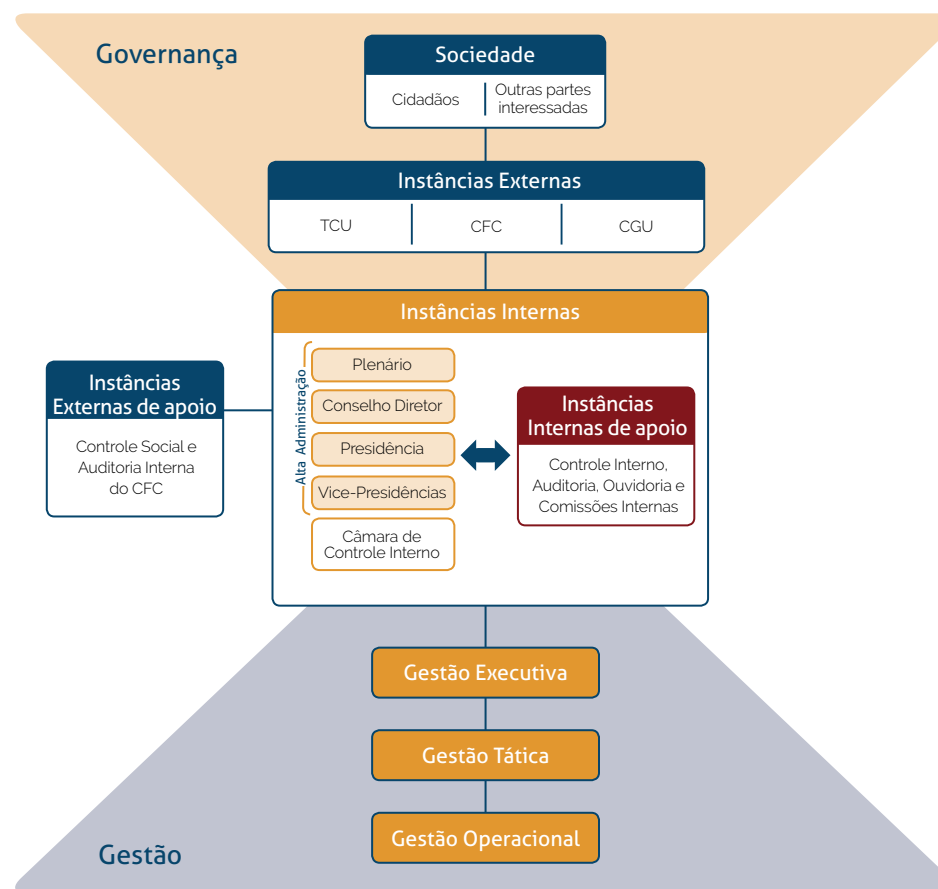 Governança
Sociedade
Cidadãos
Outras partes
interessadas
Instâncias Externas
TCU
CFC
CGU
Instâncias Internas
Alta Administração
Plenário
Conselho Diretor
Presidência
Vice-Presidências
Câmara de
Controle Interno
Instâncias
Externas de apoio
Controle Social e
Auditoria Interna
do CFC
Instâncias
Internas de apoio
Controle Interno,
Auditoria, Ouvidoria e
Comissões Internas
Gestão Executiva
Gestão Tática
Gestão Operacional
Gestão